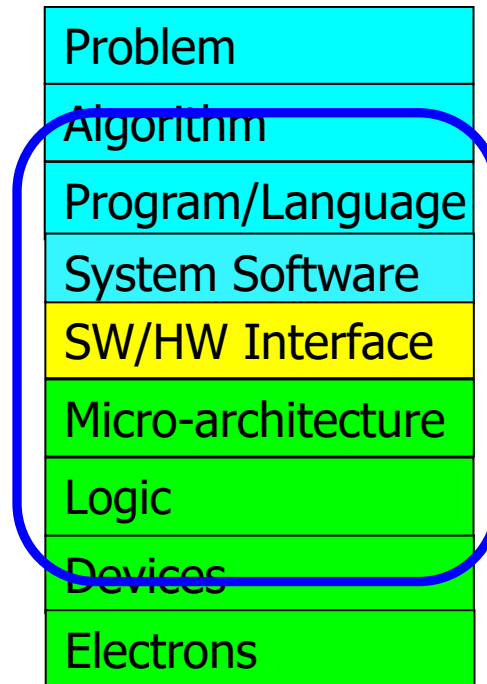 Problem
Algorithm
Program/Language
System Software
SW/HW Interface
Micro-architecture
Logic
Devices
Electrons